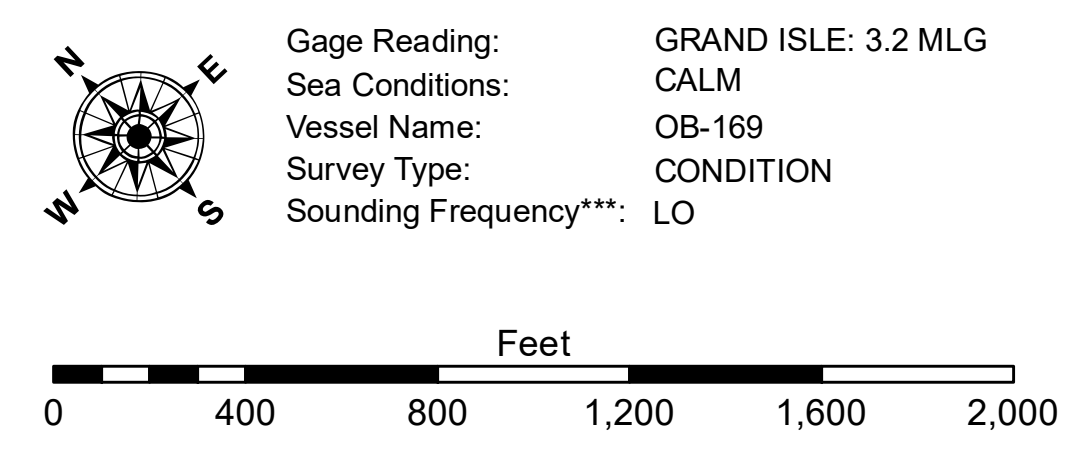 N E
W S
Gage Reading: GRAND ISLE: 3.2 MLG
Sea Conditions: CALM
Vessel Name: OB-169
Survey Type: CONDITION
Sounding Frequency***: LO
Feet
0 400 800 1,200 1,600 2,000